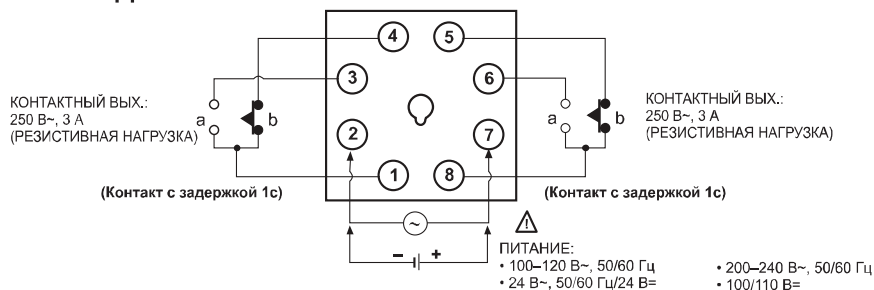 4
5
3
6
КОНТАКТНЫЙ ВЫХ.:
250 В~, 3 А
(РЕЗИСТИВНАЯ НАГРУЗКА)
a
b
2
7
a
b
КОНТАКТНЫЙ ВЫХ.:
250 В~, 3 А
(РЕЗИСТИВНАЯ НАГРУЗКА)
1
8
(Контакт с задержкой 1с)
(Контакт с задержкой 1с)
~
− +
ПИТАНИЕ:
• 100–120 В~, 50/60 Гц
• 200–240 В~, 50/60 Гц
• 24 В~, 50/60 Гц/24 В=
• 100/110 В=